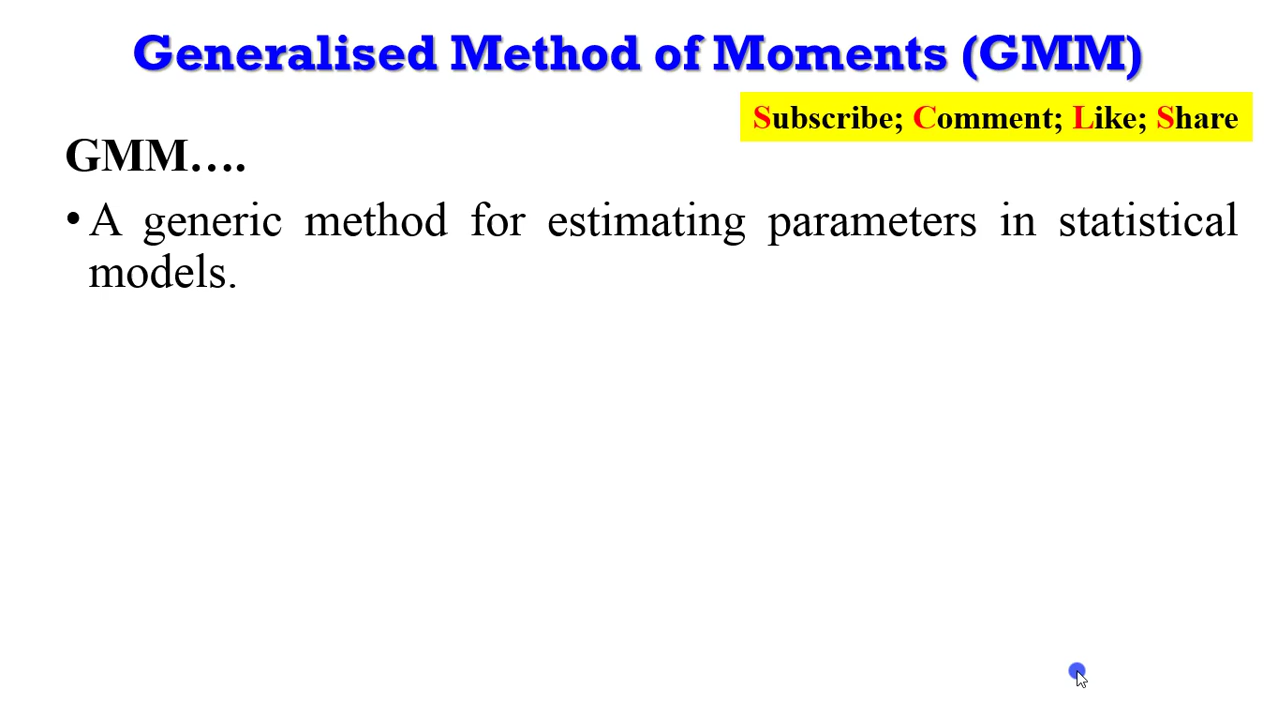 Generalised Method of Moments (GMM)
Subscribe; Comment; Like; Share
GMM….
• A generic method for estimating parameters in statistical
models.